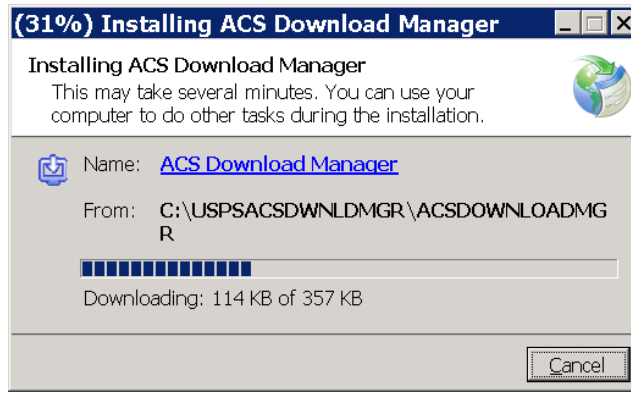 (31%) Installing ACS Download Manager
Installing ACS Download Manager
This may take several minutes. You can use your
computer to do other tasks during the installation.
Name: ACS Download Manager
From: C:\USPSACSDWNLDMGR\ACSDOWNLOADMG
R
Downloading: 114 KB of 357 KB
Cancel